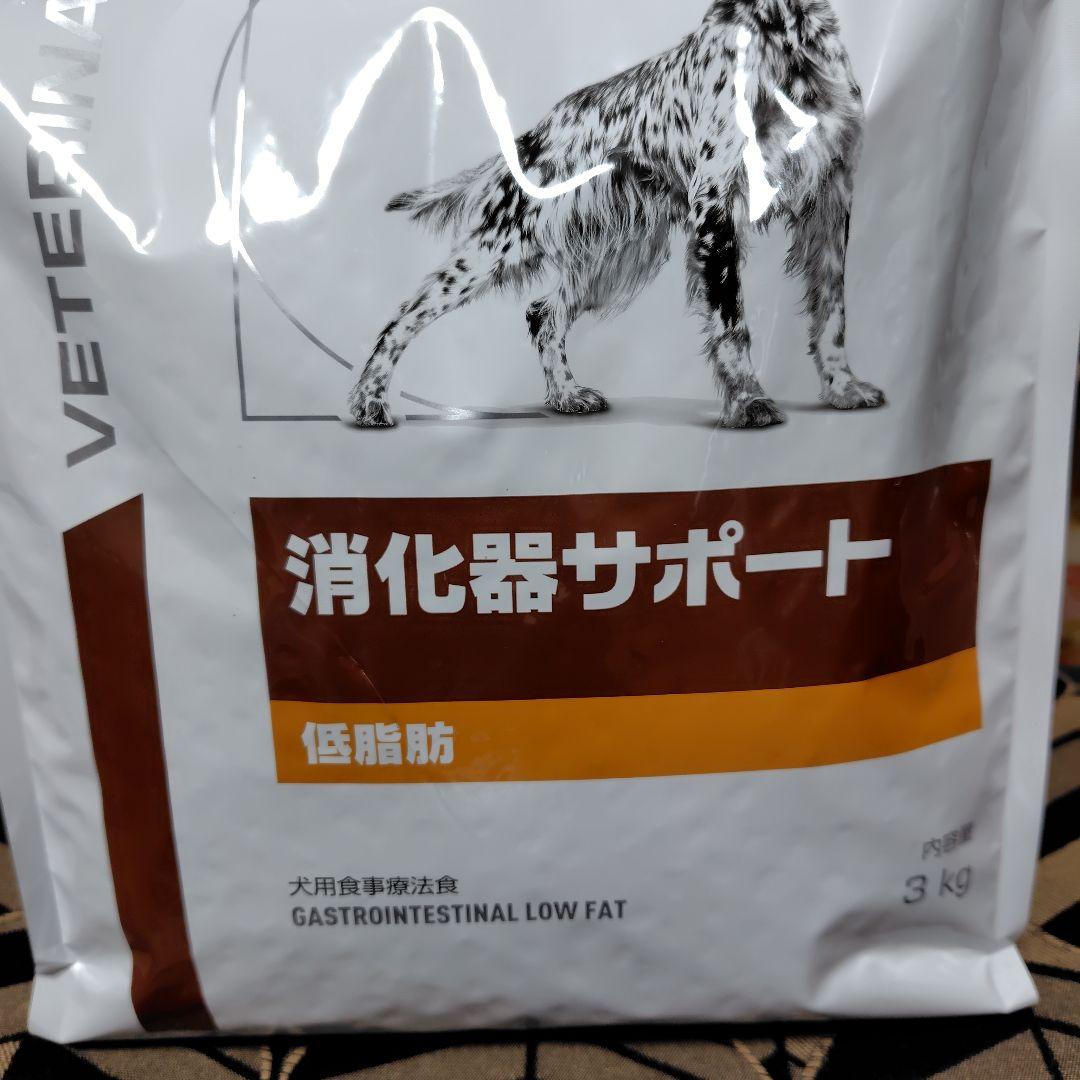 VETERINA
消化器サポート
低脂肪
内容量
3 kg
犬用食事療法食
GASTROINTESTINAL LOW FAT